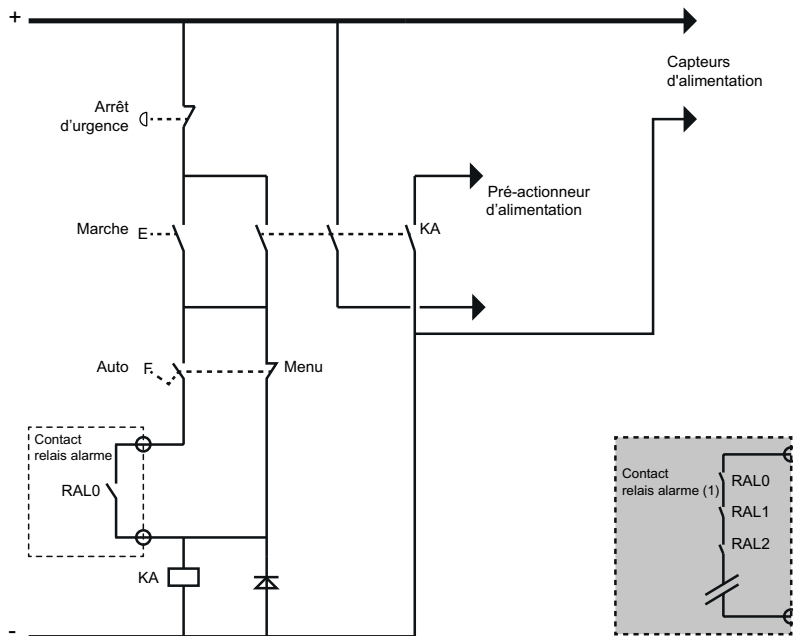 +
Capteurs
d'alimentation
Arrêt
d'urgence
Pré-actionneur
d'alimentation
Marche E
KA
Auto F
Menu
Contact
relais alarme
RAL0
Contact
relais alarme (1)
RAL0
RAL1
RAL2
KA
-